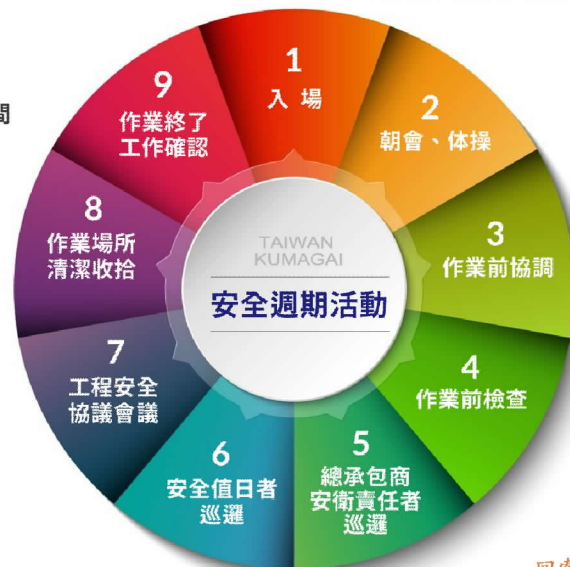 1
入 場
2
朝會、体操
3
作業前協調
4
作業前檢查
5
總承包商
安衛責任者
巡邏
6
安全值日者
巡邏
7
工程安全
協議會議
8
作業場所
清潔收拾
9
作業終了
工作確認
TAIWAN
KUMAGAI
安全週期活動
間